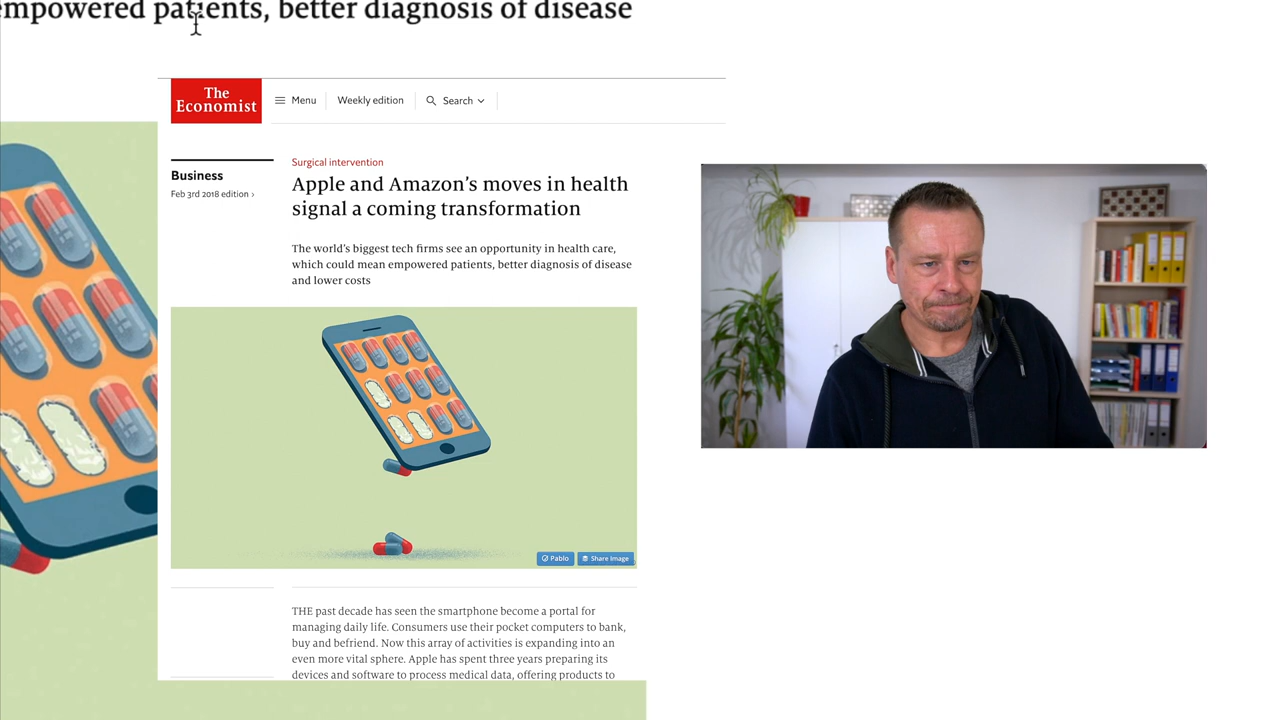 empowered patients, better diagnosis of disease
The
Economist
Menu
Weekly edition
Search
Business
Feb 3rd 2018 edition ›
Surgical intervention
Apple and Amazon’s moves in health
signal a coming transformation
The world’s biggest tech firms see an opportunity in health care,
which could mean empowered patients, better diagnosis of disease
and lower costs
Pablo
Share Image
THE past decade has seen the smartphone become a portal for
managing daily life. Consumers use their pocket computers to bank,
buy and befriend. Now this array of activities is expanding into an
even more vital sphere. Apple has spent three years preparing its
devices and software to process medical data, offering products to